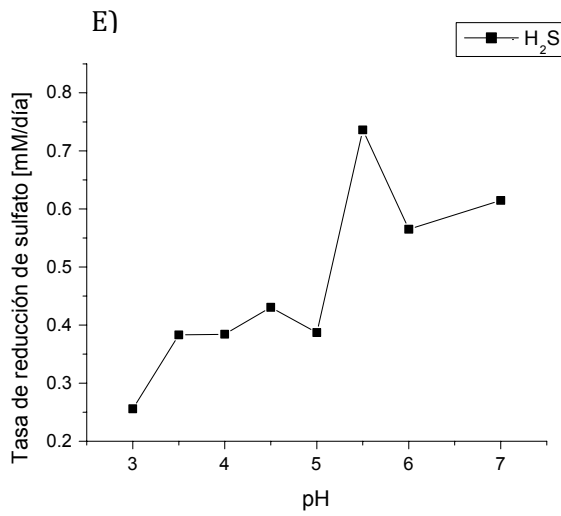 E)
H₂S
Tasa de reducción de sulfato [mM/día]
0.8
0.7
0.6
0.5
0.4
0.3
0.2
3 4 5 6 7
pH